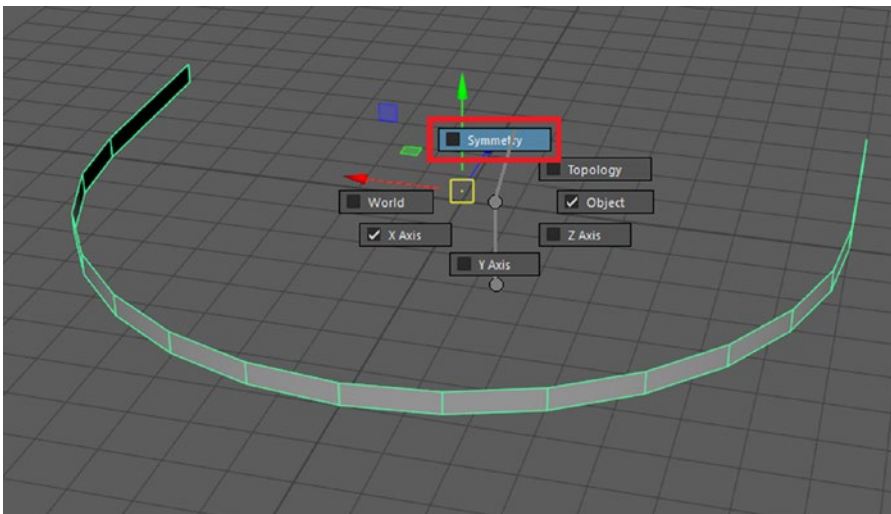 Symmetry
Topology
World
Object
X Axis
Z Axis
Y Axis